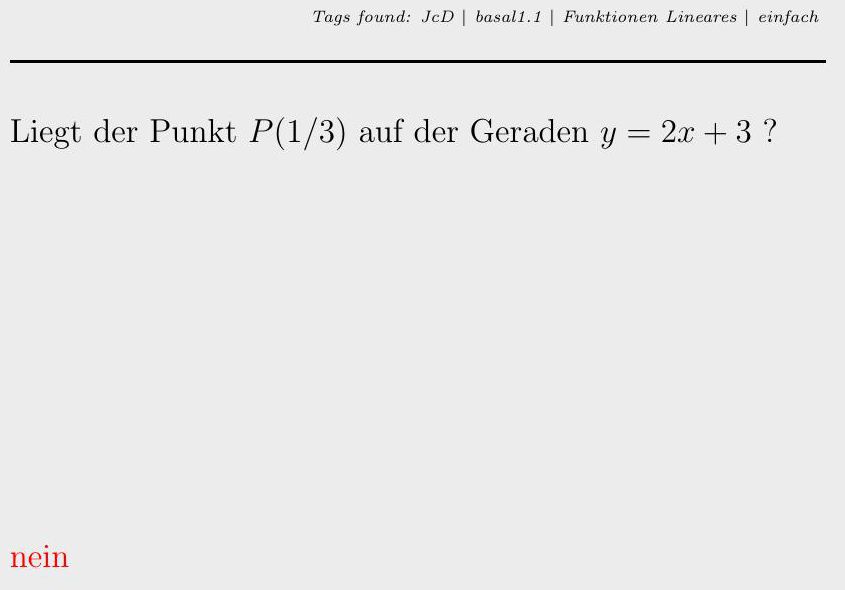 Tags found: JcD | basal1.1 | Funktionen Lineares | einfach
Liegt der Punkt P(1/3) auf der Geraden y = 2x + 3 ?
nein